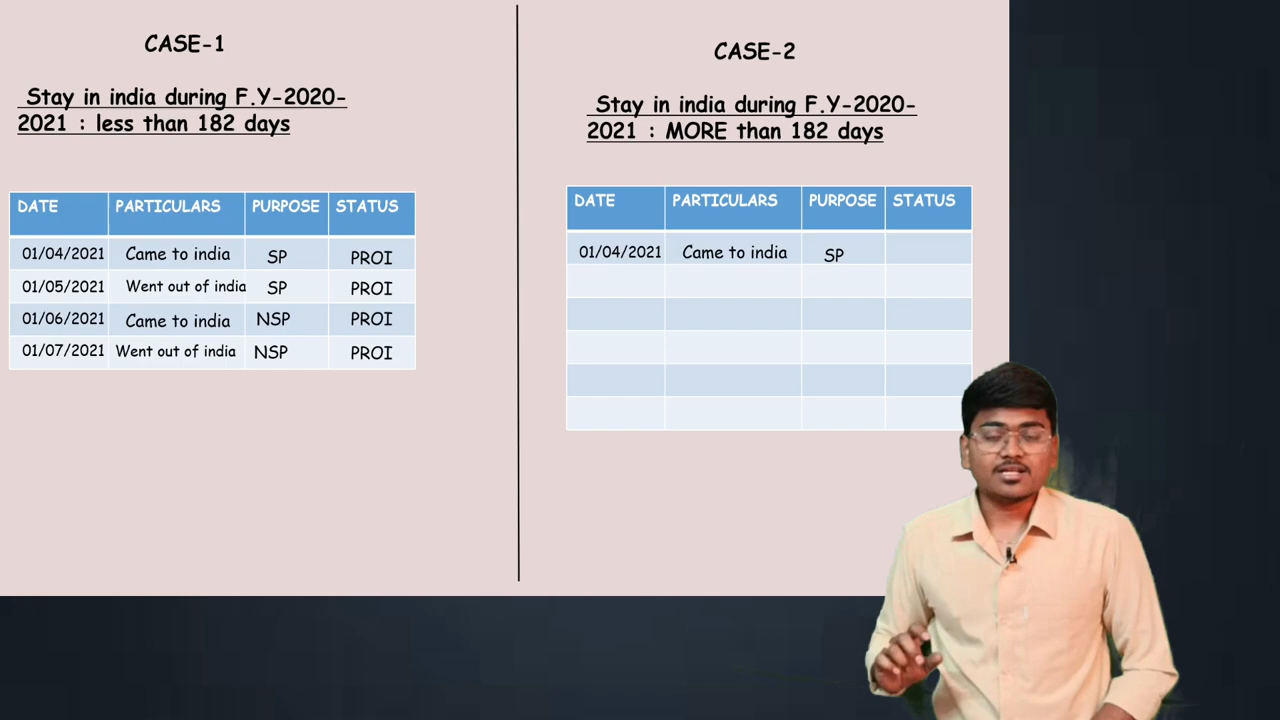 CASE-1
Stay in india during F.Y-2020-
2021 : less than 182 days
DATE PARTICULARS PURPOSE STATUS
01/04/2021 Came to india SP PROI
01/05/2021 Went out of india SP PROI
01/06/2021 Came to india NSP PROI
01/07/2021 Went out of india NSP PROI
CASE-2
Stay in india during F.Y-2020-
2021 : MORE than 182 days
DATE PARTICULARS PURPOSE STATUS
01/04/2021 Came to india SP